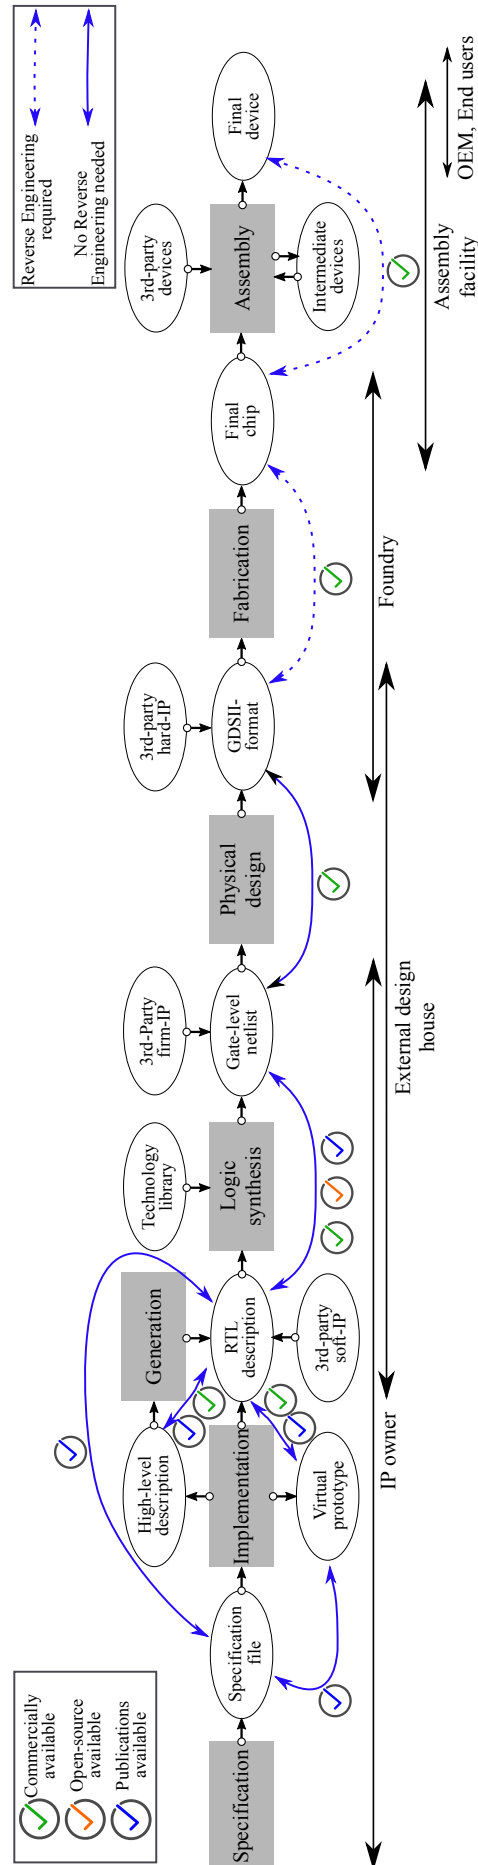 Commercially
available
Open-source
available
Publications
available
Reverse Engineering
required
No Reverse
Engineering needed
Specification
Specification
file
Implementation
High-level
description
Virtual
prototype
Generation
RTL
description
3rd-party
soft-IP
Technology
library
Logic
synthesis
3rd-Party
firm-IP
Gate-level
netlist
Physical
design
3rd-party
hard-IP
GDSII-
format
Fabrication
Final
chip
3rd-party
devices
Assembly
Intermediate
devices
Final
device
IP owner
External design
house
Foundry
Assembly
facility
OEM, End users